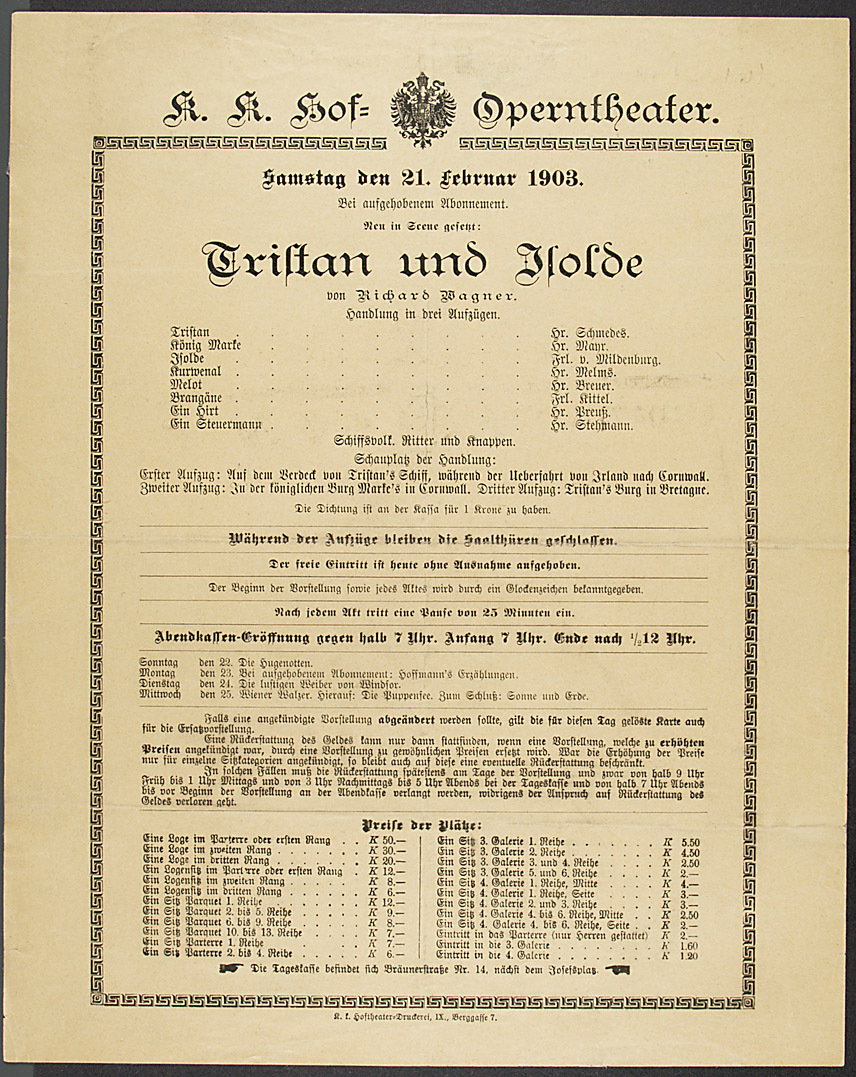 K. K. Hof= Operntheater.
Samstag den 21. Februar 1903.
Bei aufgehobenem Abonnement.
Neu in Scene gesetzt:
Tristan und Isolde
von Richard Wagner.
Handlung in drei Aufzügen.
Tristan . . . . . . . . . . Hr. Schmedes.
König Marke . . . . . . . . . . Hr. Mayr.
Isolde . . . . . . . . . . Frl. v. Mildenburg.
Kurwenal . . . . . . . . . . Hr. Melms.
Melot . . . . . . . . . . Hr. Breuer.
Brangäne . . . . . . . . . . Frl. Kittel.
Ein Hirt . . . . . . . . . . Hr. Preuß.
Ein Steuermann . . . . . . . . . Hr. Stehmann.
Schiffsvolk. Ritter und Knappen.
Schauplatz der Handlung:
Erster Aufzug: Auf dem Verdeck von Tristan's Schiff, während der Ueberfahrt von Irland nach Cornwall.
Zweiter Aufzug: In der königlichen Burg Marke's in Cornwall. Dritter Aufzug: Tristan's Burg in Bretagne.
Die Dichtung ist an der Kassa für 1 Krone zu haben.
Während der Aufzüge bleiben die Saalthüren geschlossen.
Der freie Eintritt ist heute ohne Ausnahme aufgehoben.
Der Beginn der Vorstellung sowie jedes Aktes wird durch ein Glockenzeichen bekanntgegeben.
Nach jedem Akt tritt eine Pause von 25 Minuten ein.
Abendkassen-Eröffnung gegen halb 7 Uhr. Anfang 7 Uhr. Ende nach 1/2 12 Uhr.
Sonntag den 22. Die Hugenotten.
Montag den 23. Bei aufgehobenem Abonnement: Hoffmann's Erzählungen.
Dienstag den 24. Die lustigen Weiber von Windsor.
Mittwoch den 25. Wiener Walzer. Hierauf: Die Puppenfee. Zum Schluß: Sonne und Erde.
Falls eine angekündigte Vorstellung abgeändert werden sollte, gilt die für diesen Tag gelöste Karte auch
für die Ersatzvorstellung.
Eine Rückerstattung des Geldes kann nur dann stattfinden, wenn eine Vorstellung, welche zu erhöhten
Preisen angekündigt war, durch eine Vorstellung zu gewöhnlichen Preisen ersetzt wird. War die Erhöhung der Preise
nur für einzelne Sitzkategorien angekündigt, so bleibt auch auf diese eine eventuelle Rückerstattung beschränkt.
In solchen Fällen muß die Rückerstattung spätestens am Tage der Vorstellung und zwar von halb 9 Uhr
Früh bis 1 Uhr Mittags und von 3 Uhr Nachmittags bis 5 Uhr Abends bei der Tageskasse und von halb 7 Uhr Abends
bis vor Beginn der Vorstellung an der Abendkasse verlangt werden, widrigens der Anspruch auf Rückerstattung des
Geldes verloren geht.
Preise der Plätze:
Eine Loge im Parterre oder ersten Rang . . K 50.—
Eine Loge im zweiten Rang . . . . . . . K 30.—
Eine Loge im dritten Rang . . . . . . . K 20.—
Ein Logensitz im Parterre oder ersten Rang . K 12.—
Ein Logensitz im zweiten Rang . . . . . K 8.—
Ein Logensitz im dritten Rang . . . . . K 6.—
Ein Sitz Parquet 1. Reihe . . . . . . K 12.—
Ein Sitz Parquet 2. bis 5. Reihe . . . . K 9.—
Ein Sitz Parquet 6. bis 9. Reihe . . . . K 8.—
Ein Sitz Parquet 10. bis 13. Reihe . . . . K 7.—
Ein Sitz Parterre 1. Reihe . . . . . K 7.—
Ein Sitz Parterre 2. bis 4. Reihe . . . . K 6.—
Ein Sitz 3. Galerie 1. Reihe . . . . . . . K 5.50
Ein Sitz 3. Galerie 2. Reihe . . . . . . . K 4.50
Ein Sitz 3. Galerie 3. und 4. Reihe . . . . K 2.50
Ein Sitz 3. Galerie 5. und 6. Reihe . . . . K 2.—
Ein Sitz 4. Galerie 1. Reihe, Mitte . . . . K 4.—
Ein Sitz 4. Galerie 1. Reihe, Seite . . . . K 3.—
Ein Sitz 4. Galerie 2. und 3. Reihe . . . . K 3.—
Ein Sitz 4. Galerie 4. bis 6. Reihe, Mitte . . K 2.50
Ein Sitz 4. Galerie 4. bis 6. Reihe, Seite . . K 2.—
Eintritt in das Parterre (nur Herren gestattet) K 2.—
Eintritt in die 3. Galerie . . . . . . . K 1.60
Eintritt in die 4. Galerie . . . . . . . K 1.20
Die Tageskasse befindet sich Bräunerstraße Nr. 14, nächst dem Josefsplatz.
K. k. Hoftheater-Druckerei, IX., Berggasse 7.